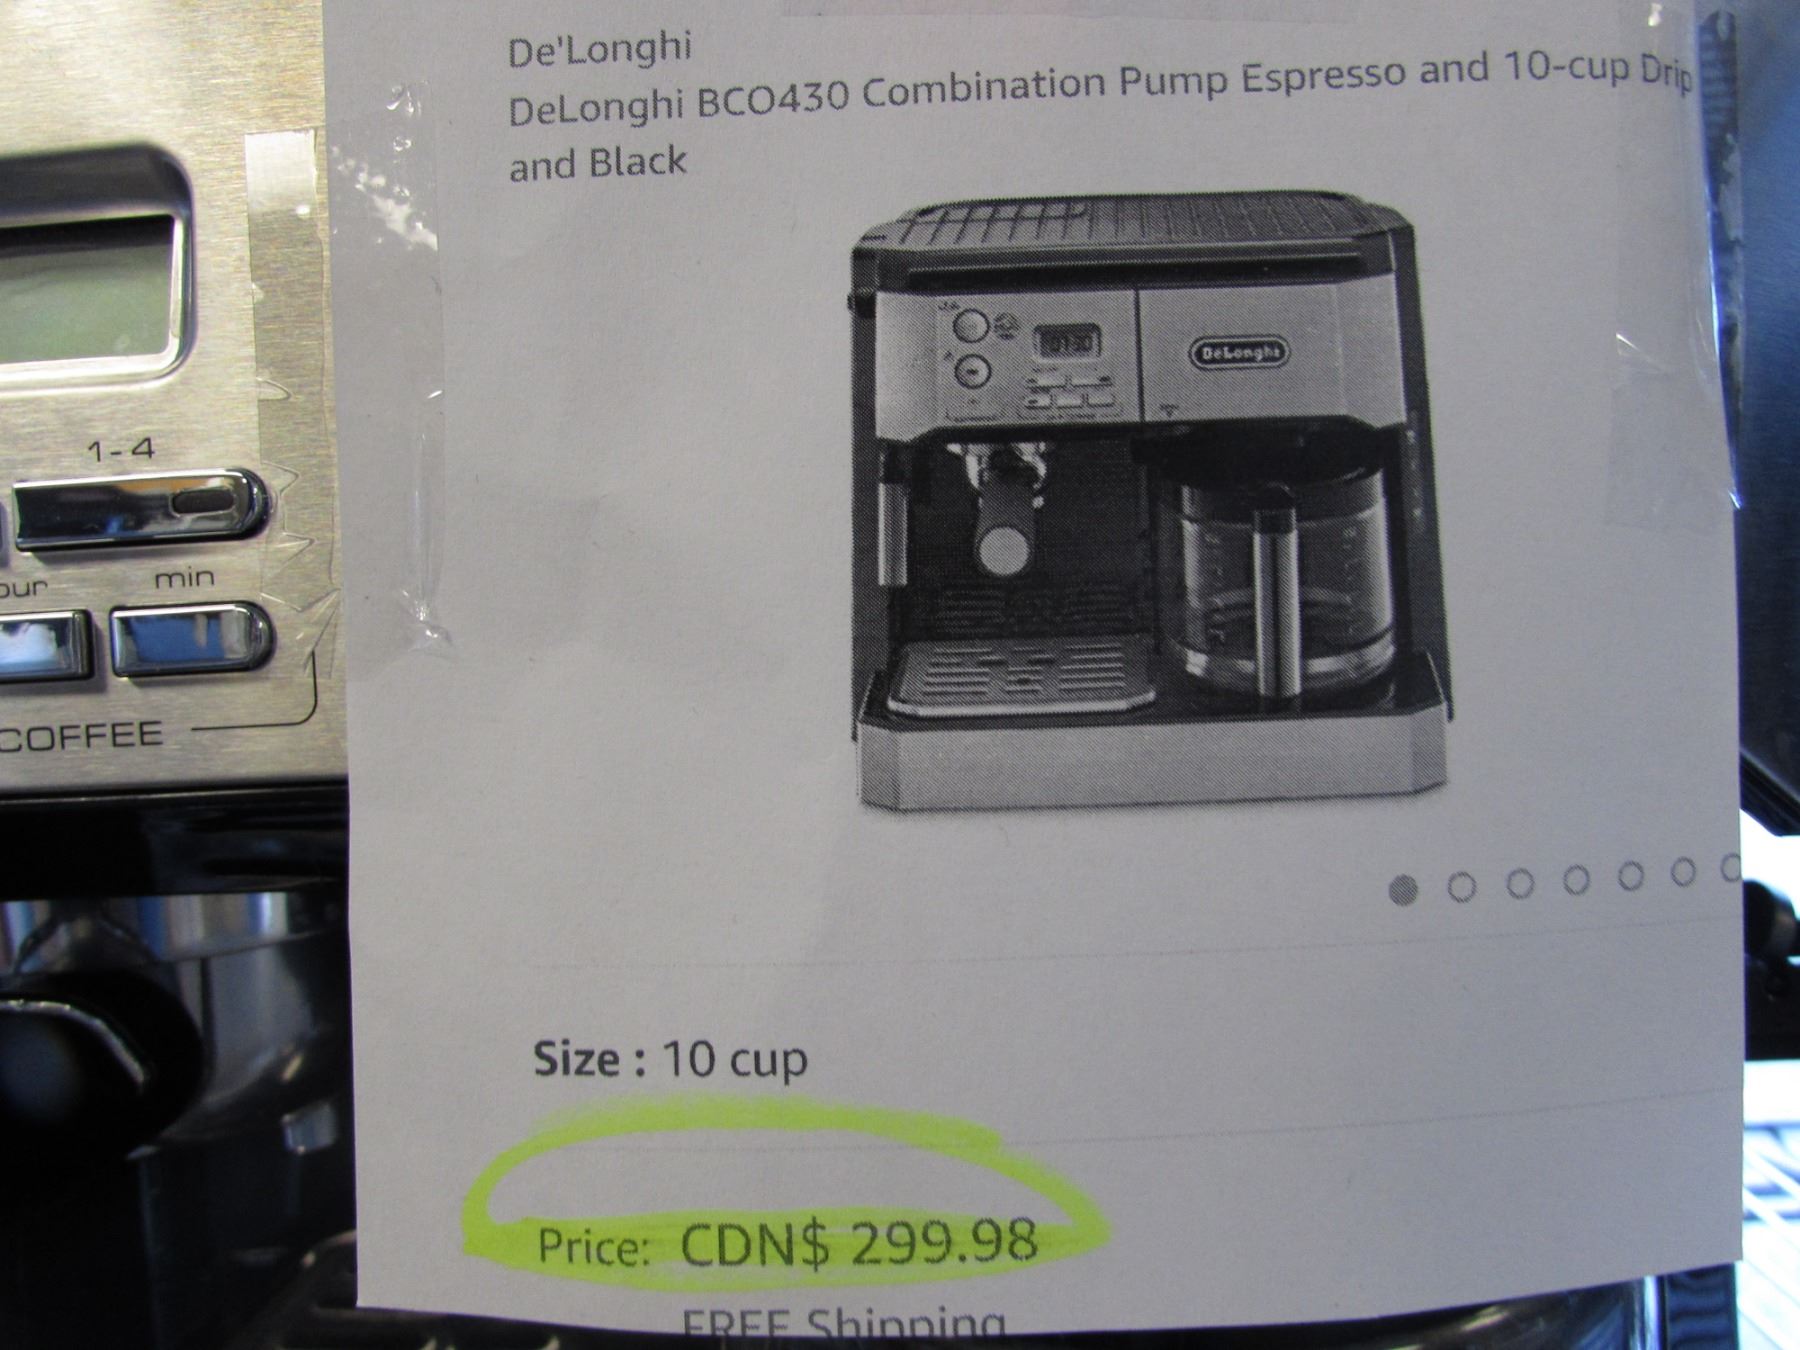 De'Longhi
DeLonghi BCO430 Combination Pump Espresso and 10-cup Drip
and Black
DeLonghi
1-4
min
COFFEE
Size : 10 cup
Price: CDN$ 299.98
FREE Shipping